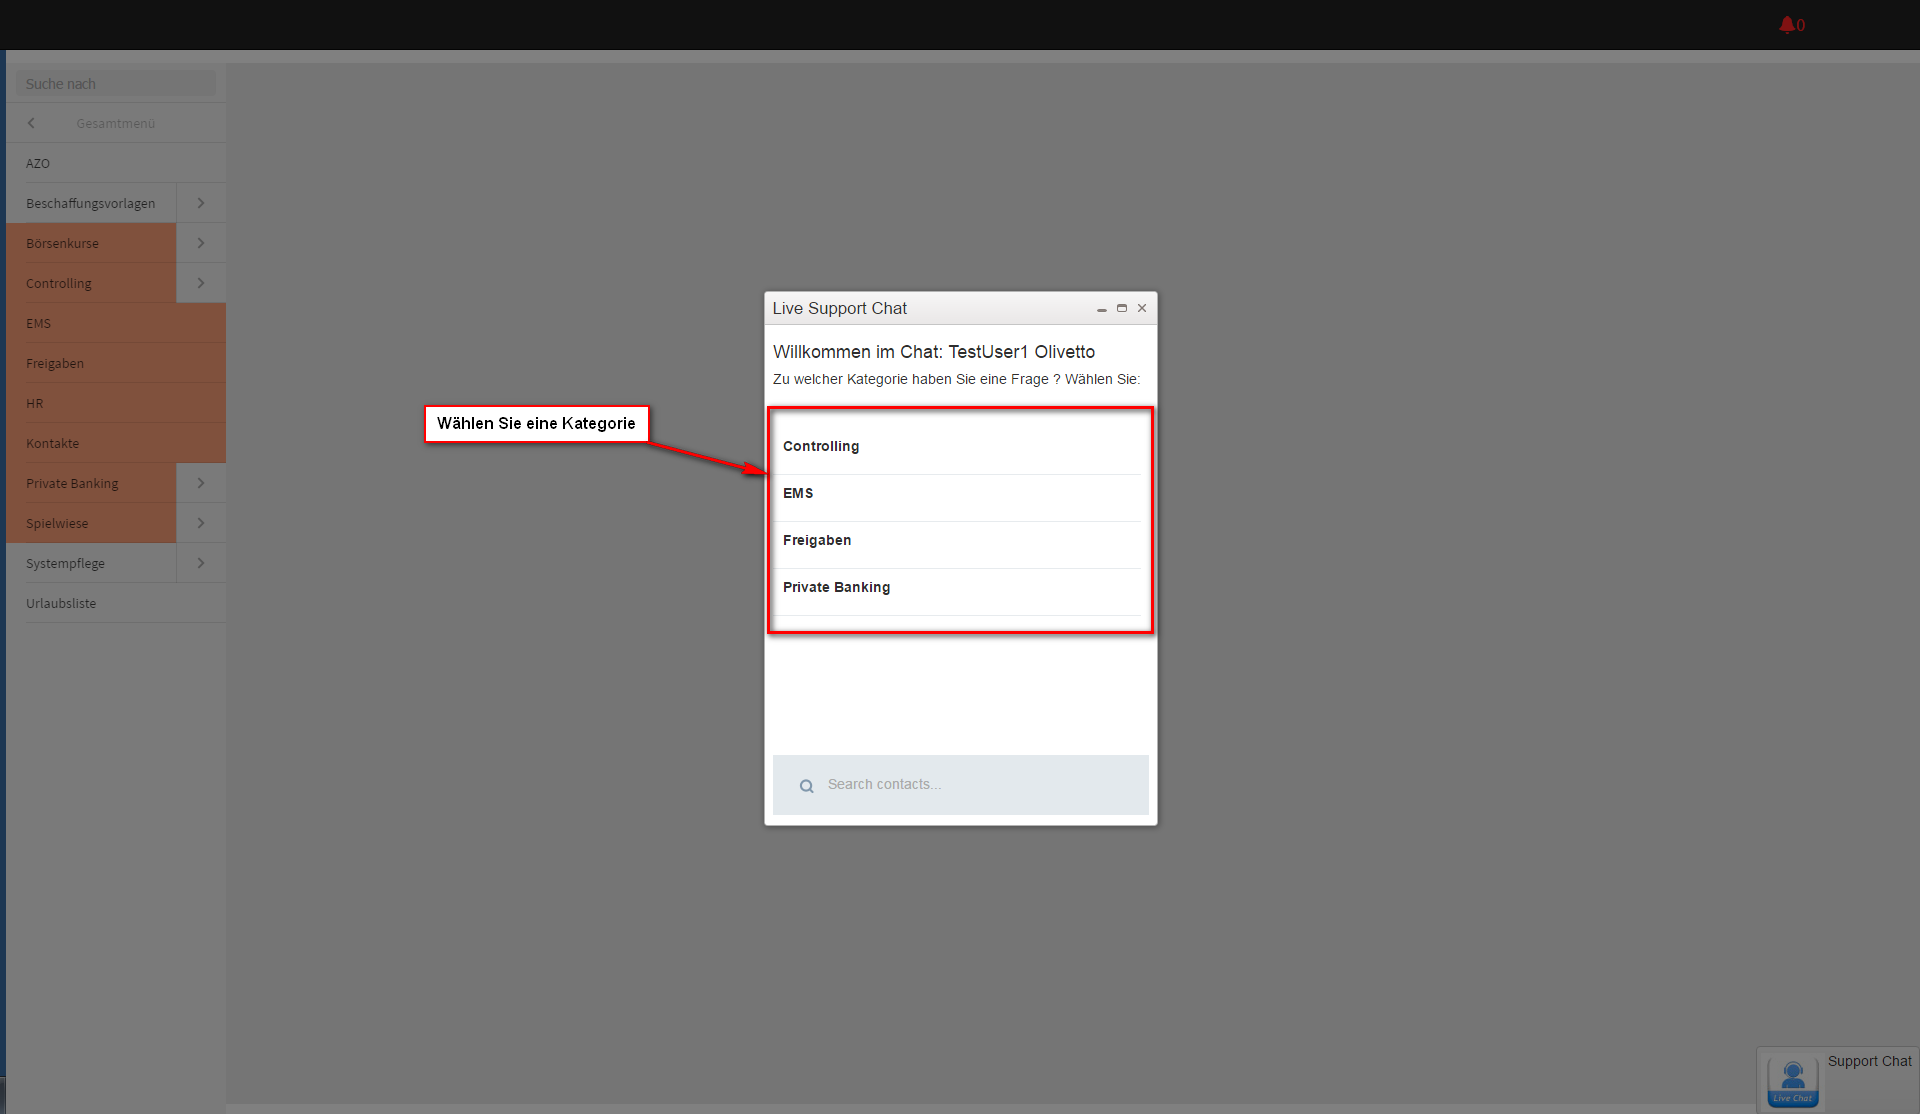 0
Suche nach
Gesamtmenü
AZO
Beschaffungsvorlagen
Börsenkurse
Controlling
EMS
Freigaben
HR
Kontakte
Private Banking
Spielwiese
Systempflege
Urlaubsliste
Wählen Sie eine Kategorie
Live Support Chat
Willkommen im Chat: TestUser1 Olivetto
Zu welcher Kategorie haben Sie eine Frage ? Wählen Sie:
Controlling
EMS
Freigaben
Private Banking
Search contacts...
Support Chat
Live Chat